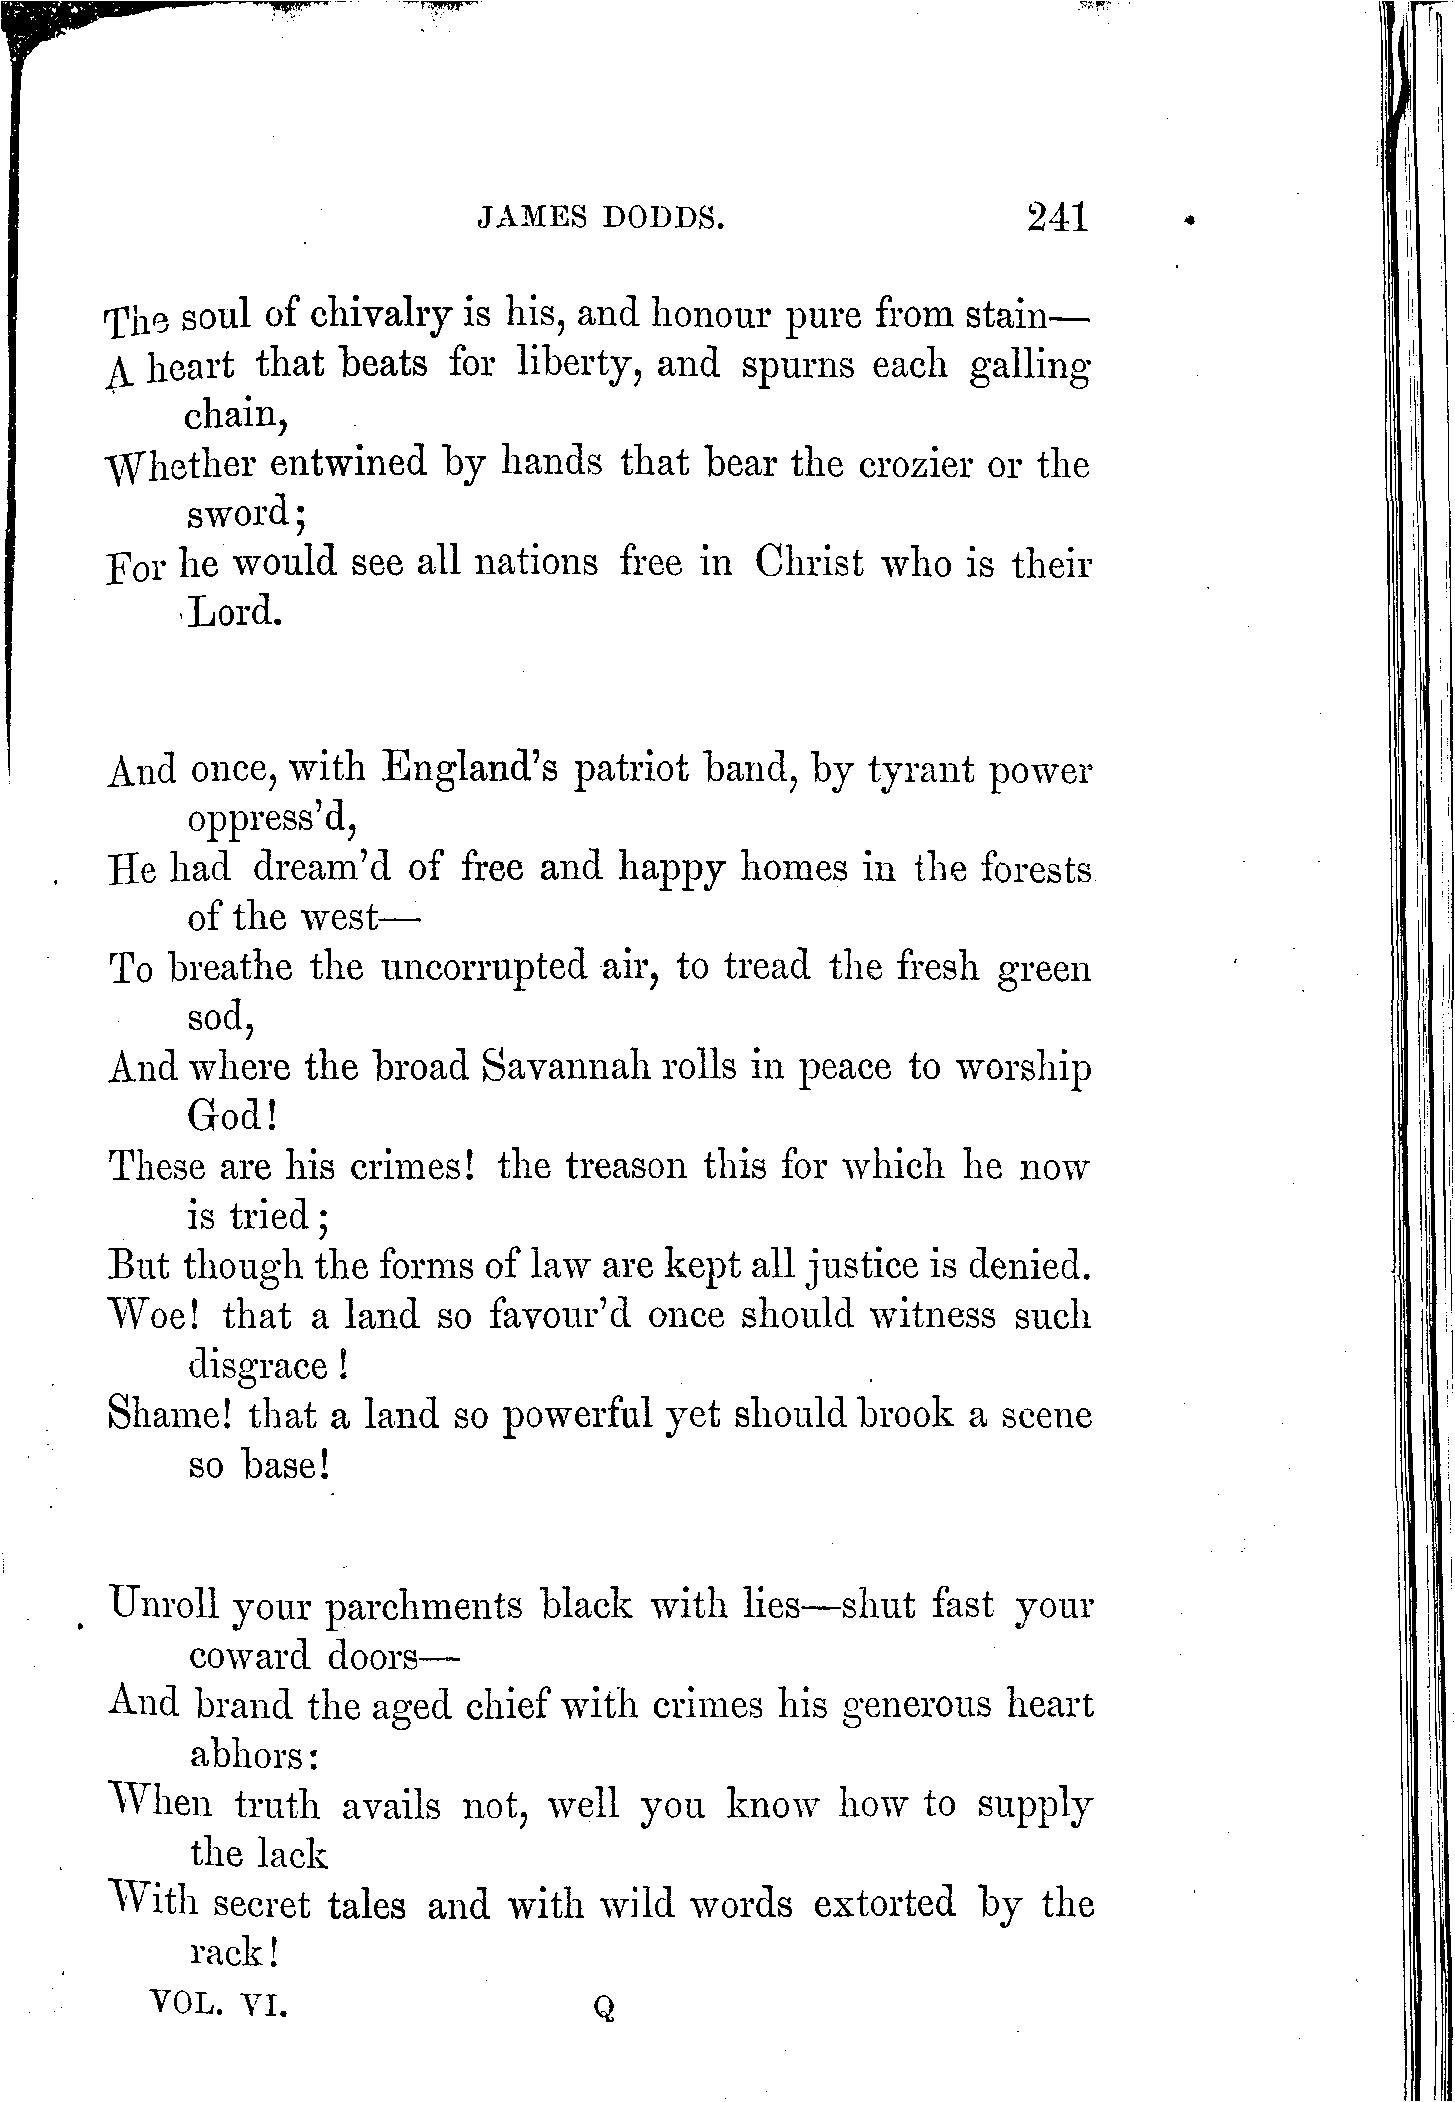 JAMES DODDS. 241
The soul of chivalry is his, and honour pure from stain—
A heart that beats for liberty, and spurns each galling
chain,
Whether entwined by hands that bear the crozier or the
sword;
For he would see all nations free in Christ who is their
Lord.
And once, with England's patriot band, by tyrant power
oppress'd,
He had dream'd of free and happy homes in the forests
of the west—
To breathe the uncorrupted air, to tread the fresh green
sod,
And where the broad Savannah rolls in peace to worship
God!
These are his crimes! the treason this for which he now
is tried;
But though the forms of law are kept all justice is denied.
Woe! that a land so favour'd once should witness such
disgrace!
Shame! that a land so powerful yet should brook a scene
so base!
Unroll your parchments black with lies—shut fast your
coward doors—
And brand the aged chief with crimes his generous heart
abhors:
When truth avails not, well you know how to supply
the lack
With secret tales and with wild words extorted by the
rack!
VOL. VI. Q